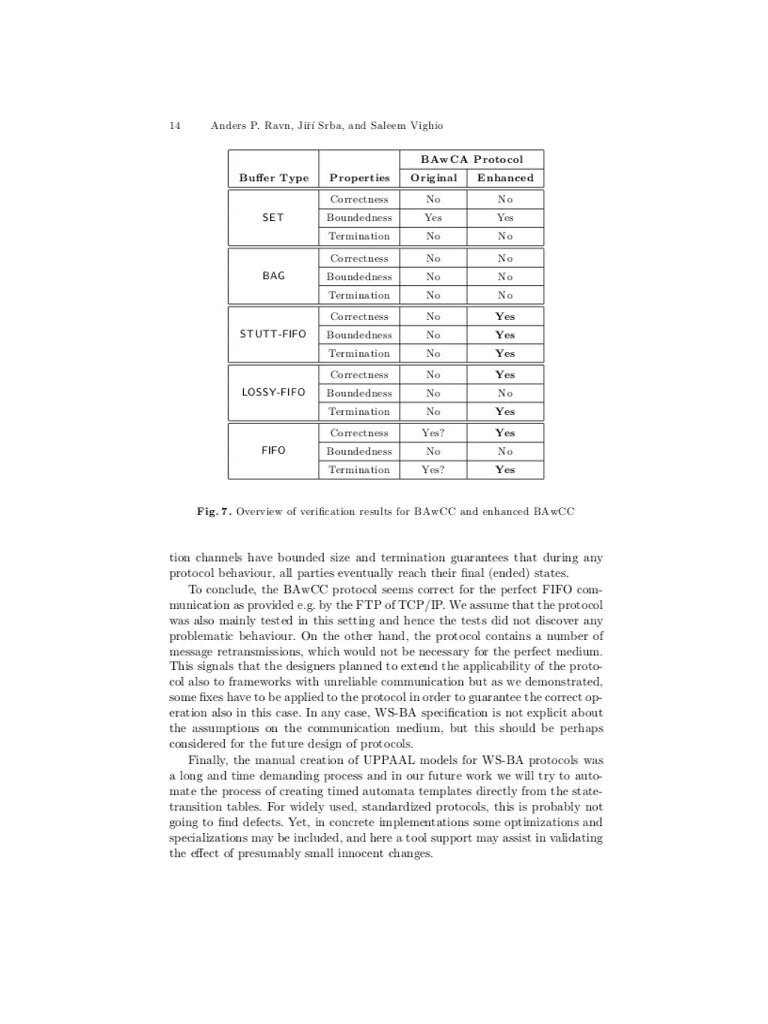 14 Anders P. Ravn, Jiří Srba, and Saleem Vighio
BAwCA Protocol
Buffer Type Properties Original Enhanced
Correctness No No
SET Boundedness Yes Yes
Termination No No
Correctness No No
BAG Boundedness No No
Termination No No
Correctness No Yes
STUTT-FIFO Boundedness No Yes
Termination No Yes
Correctness No Yes
LOSSY-FIFO Boundedness No No
Termination No Yes
Correctness Yes? Yes
FIFO Boundedness No No
Termination Yes? Yes
Fig. 7. Overview of verification results for BAwCC and enhanced BAwCC
tion channels have bounded size and termination guarantees that during any
protocol behaviour, all parties eventually reach their final (ended) states.
To conclude, the BAwCC protocol seems correct for the perfect FIFO com-
munication as provided e.g. by the FTP of TCP/IP. We assume that the protocol
was also mainly tested in this setting and hence the tests did not discover any
problematic behaviour. On the other hand, the protocol contains a number of
message retransmissions, which would not be necessary for the perfect medium.
This signals that the designers planned to extend the applicability of the proto-
col also to frameworks with unreliable communication but as we demonstrated,
some fixes have to be applied to the protocol in order to guarantee the correct op-
eration also in this case. In any case, WS-BA specification is not explicit about
the assumptions on the communication medium, but this should be perhaps
considered for the future design of protocols.
Finally, the manual creation of UPPAAL models for WS-BA protocols was
a long and time demanding process and in our future work we will try to auto-
mate the process of creating timed automata templates directly from the state-
transition tables. For widely used, standardized protocols, this is probably not
going to find defects. Yet, in concrete implementations some optimizations and
specializations may be included, and here a tool support may assist in validating
the effect of presumably small innocent changes.